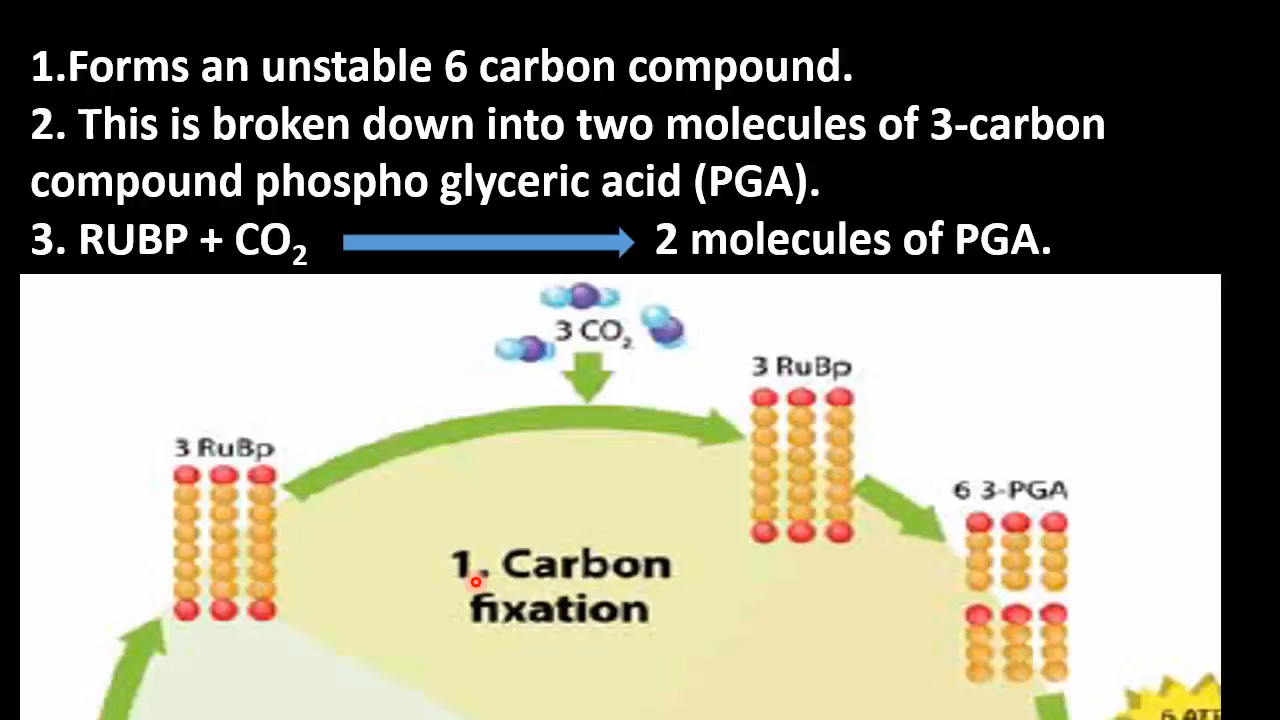 1.Forms an unstable 6 carbon compound.
2. This is broken down into two molecules of 3-carbon
compound phospho glyceric acid (PGA).
3. RUBP + CO₂ 2 molecules of PGA.
3 CO₂
3 RuBp
3 RuBp
6 3-PGA
1. Carbon
fixation